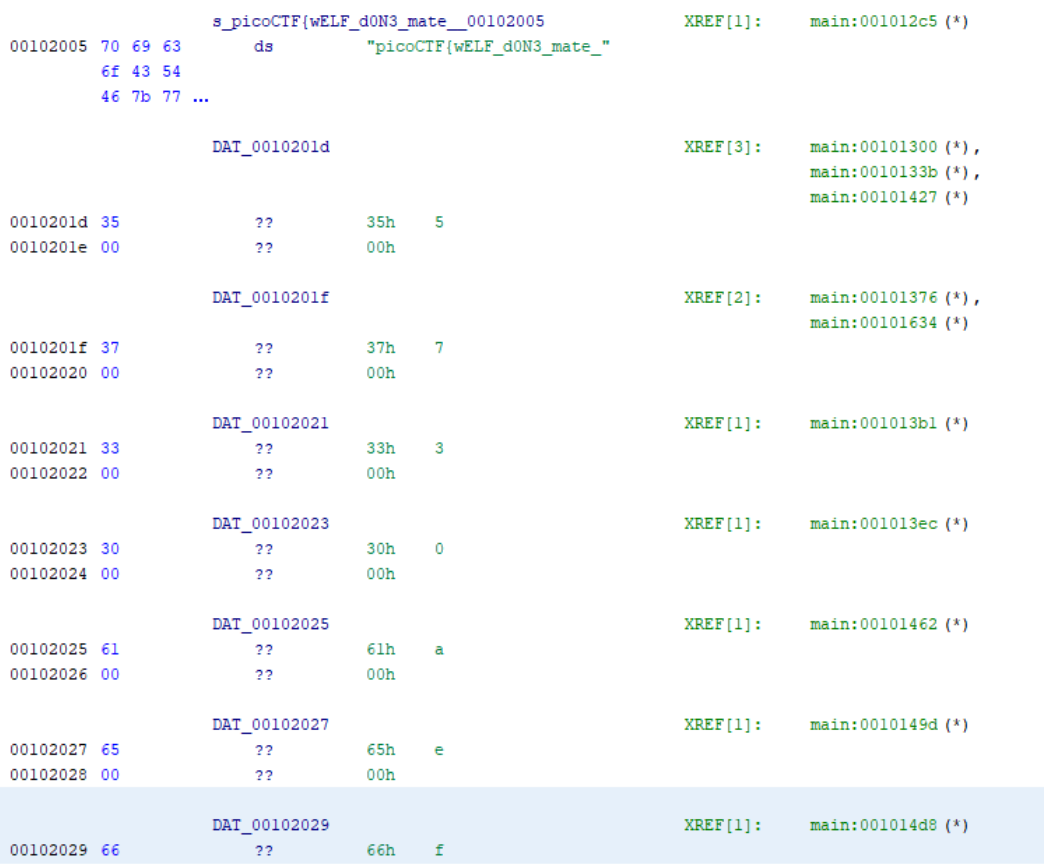 s_picoCTF{wELF_d0N3_mate__00102005 XREF[1]: main:001012c5 (*)
00102005 70 69 63 ds "picoCTF{wELF_d0N3_mate_"
6f 43 54
46 7b 77 ...
DAT_0010201d XREF[3]: main:00101300 (*),
main:0010133b (*),
main:00101427 (*)
0010201d 35 ?? 35h 5
0010201e 00 ?? 00h
DAT_0010201f XREF[2]: main:00101376 (*),
main:00101634 (*)
0010201f 37 ?? 37h 7
00102020 00 ?? 00h
DAT_00102021 XREF[1]: main:001013b1 (*)
00102021 33 ?? 33h 3
00102022 00 ?? 00h
DAT_00102023 XREF[1]: main:001013ec (*)
00102023 30 ?? 30h 0
00102024 00 ?? 00h
DAT_00102025 XREF[1]: main:00101462 (*)
00102025 61 ?? 61h a
00102026 00 ?? 00h
DAT_00102027 XREF[1]: main:0010149d (*)
00102027 65 ?? 65h e
00102028 00 ?? 00h
DAT_00102029 XREF[1]: main:001014d8 (*)
00102029 66 ?? 66h f